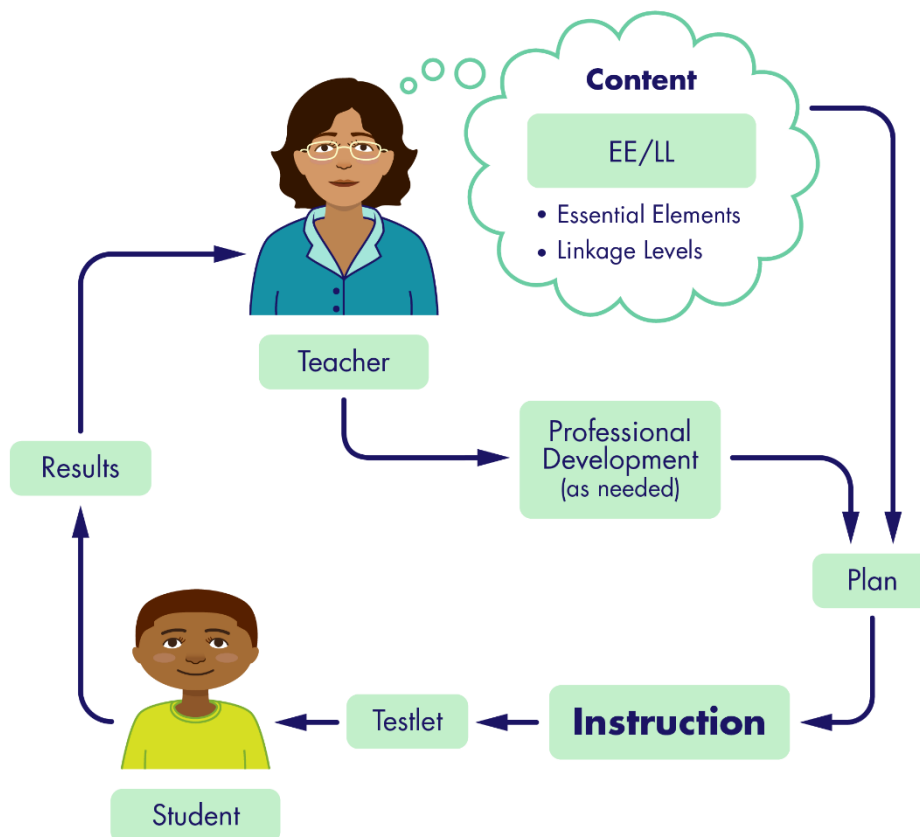 Content
EE/LL
• Essential Elements
• Linkage Levels
Teacher
Professional
Development
(as needed)
Results
Plan
Instruction
Testlet
Student